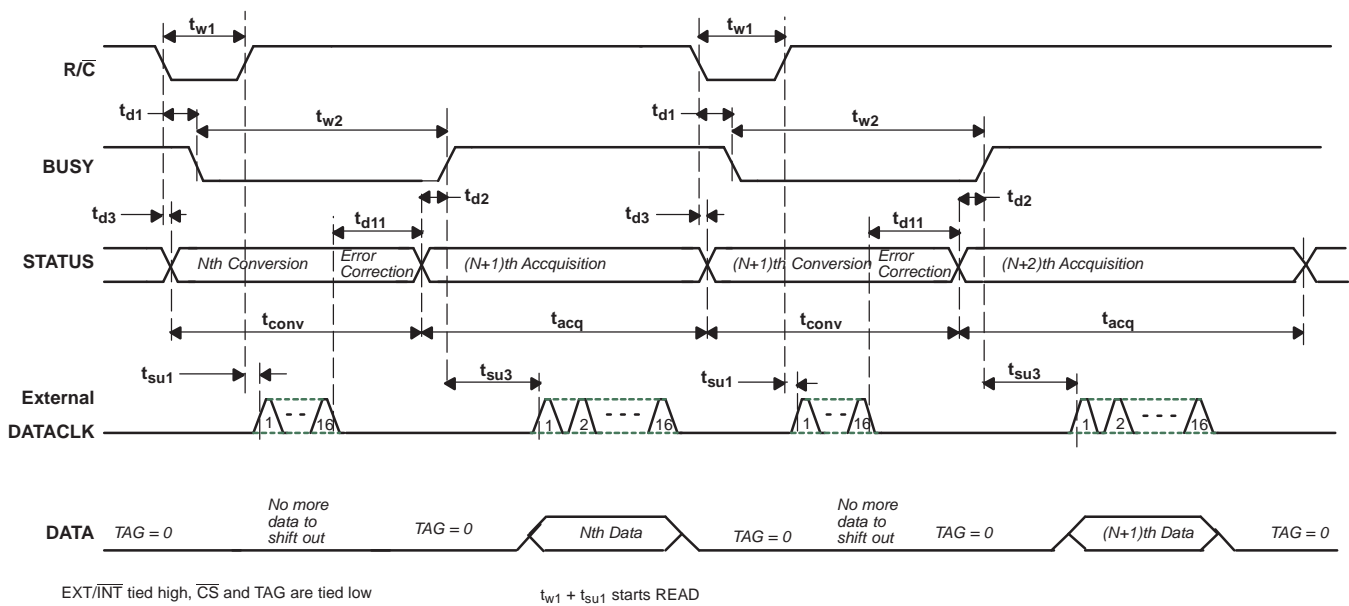 tw1 tw1
R/C̅
td1 tw2 td1 tw2
BUSY
td2 td2
td3 td11 td3 td11
STATUS Nth Conversion Error Correction (N+1)th Accquisition (N+1)th Conversion Error Correction (N+2)th Accquisition
tconv tacq tconv tacq
tsu1 tsu3 tsu1 tsu3
External
DATACLK 1 - - 16 1 2 - - - 16 1 - - - 16 1 2 - - - 16
No more No more
data to data to
shift out shift out
DATA TAG = 0 TAG = 0 Nth Data TAG = 0 TAG = 0 (N+1)th Data TAG = 0
EXT/I̅N̅T̅ tied high, C̅S̅ and TAG are tied low tw1 + tsu1 starts READ